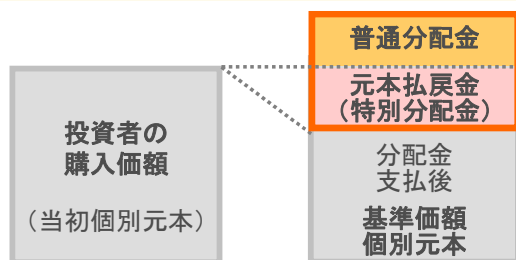 投資者の
購入価額
（当初個別元本）
普通分配金
元本払戻金
（特別分配金）
分配金
支払後
基準価額
個別元本